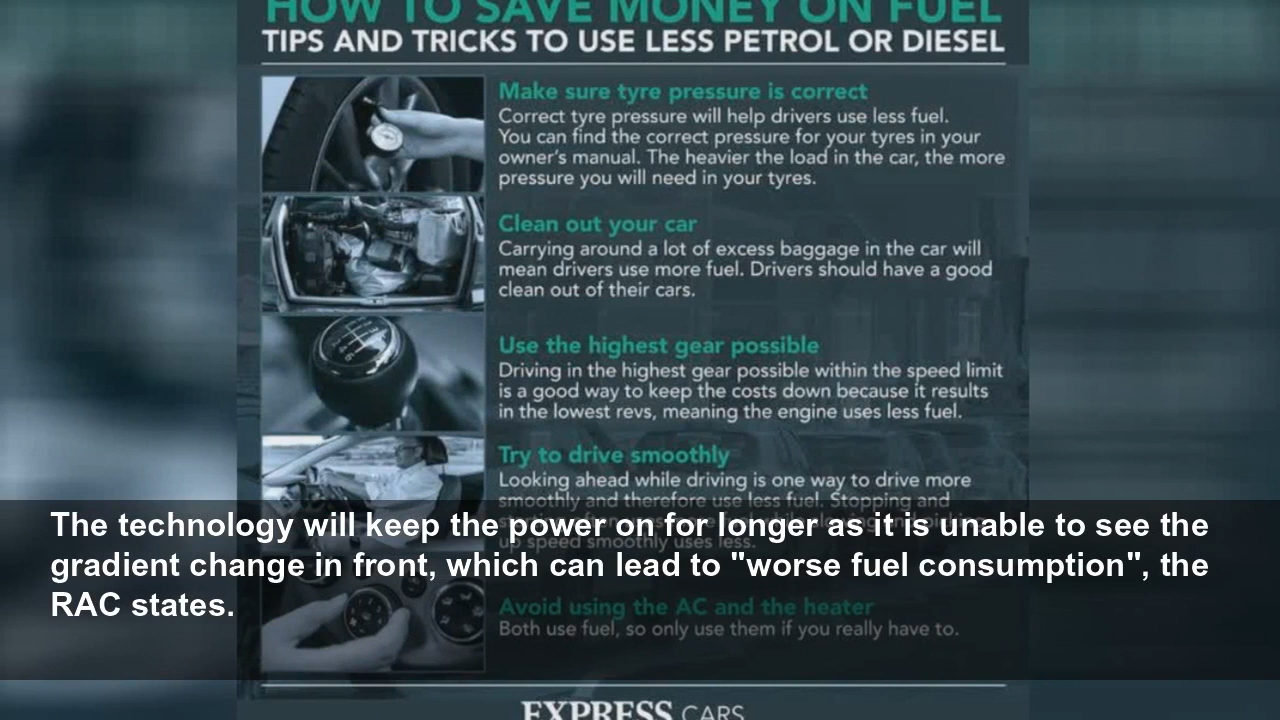 HOW TO SAVE MONEY ON FUEL
TIPS AND TRICKS TO USE LESS PETROL OR DIESEL
Make sure tyre pressure is correct
Correct tyre pressure will help drivers use less fuel.
You can find the correct pressure for your tyres in your
owner's manual. The heavier the load in the car, the more
pressure you will need in your tyres.
Clean out your car
Carrying around a lot of excess baggage in the car will
mean drivers use more fuel. Drivers should have a good
clean out of their cars.
Use the highest gear possible
Driving in the highest gear possible within the speed limit
is a good way to keep the costs down because it results
in the lowest revs, meaning the engine uses less fuel.
Try to drive smoothly
Looking ahead while driving is one way to drive more
smoothly and therefore use less fuel. Stopping and
up speed smoothly uses less.
The technology will keep the power on for longer as it is unable to see the
gradient change in front, which can lead to "worse fuel consumption", the
RAC states.
Avoid using the AC and the heater
Both use fuel, so only use them if you really have to.
EXPRESS CARS